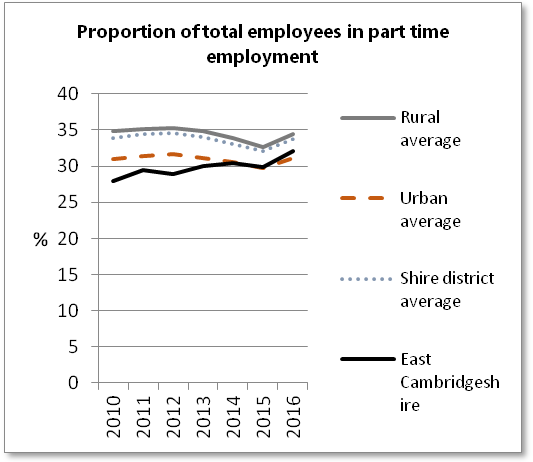 Proportion of total employees in part time
employment
40
35
30
25
20
15
10
5
0
%
2010
2011
2012
2013
2014
2015
2016
Rural
average
Urban
average
Shire district
average
East
Cambridgesh
ire